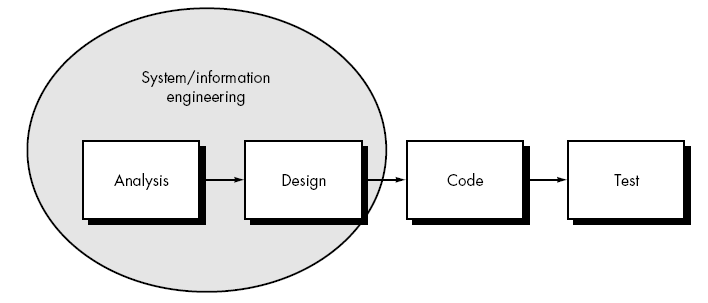 System/information
engineering
Analysis
Design
Code
Test